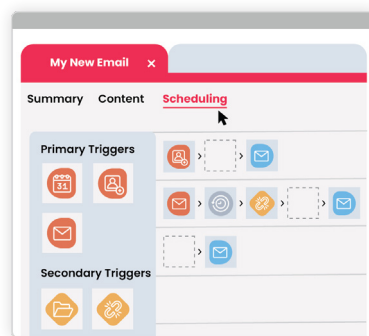 My New Email x
Summary Content Scheduling
Primary Triggers
31
Secondary Triggers